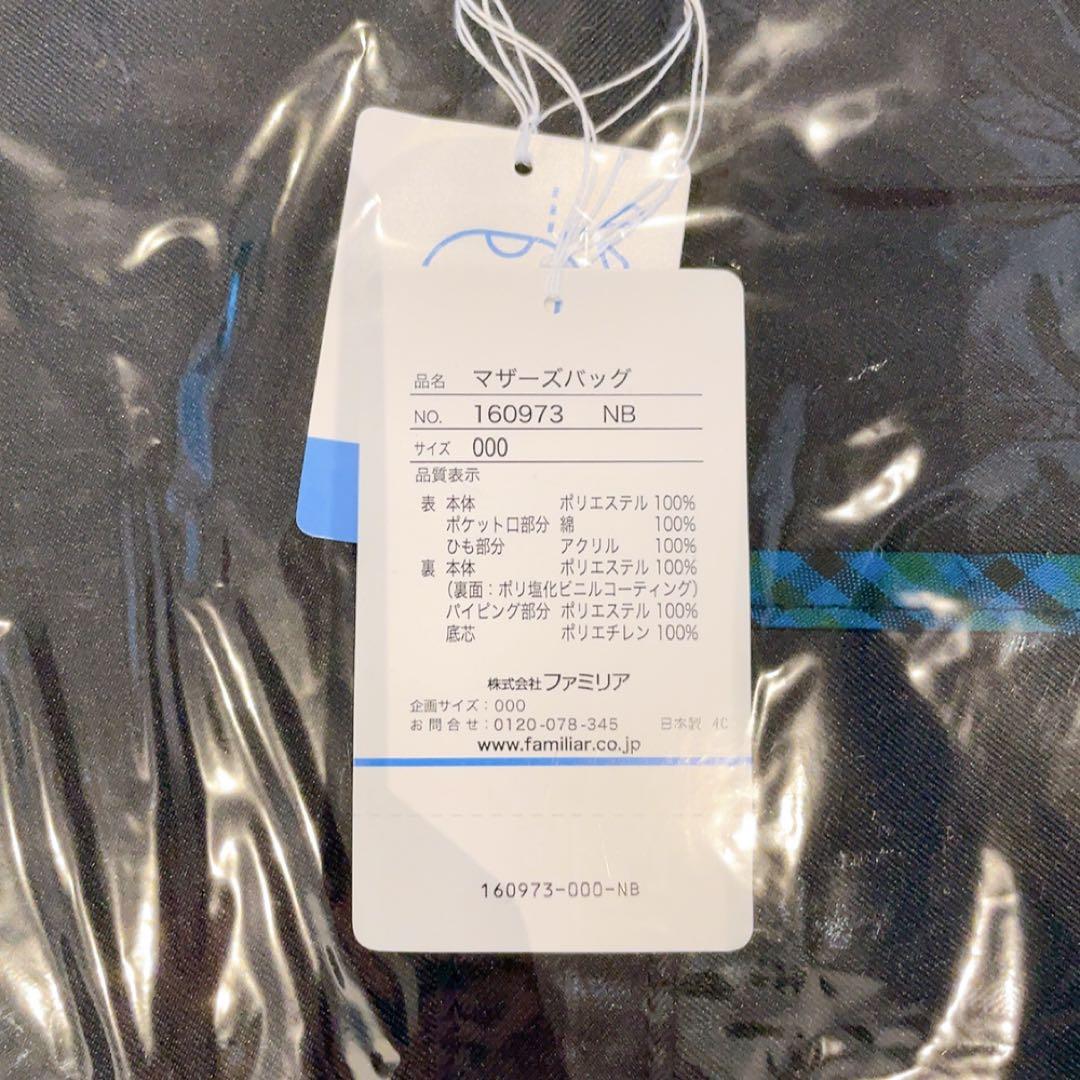 品名 マザーズバッグ
NO. 160973 NB
サイズ 000
品質表示
表 本体 ポリエステル 100%
ポケット口部分 綿 100%
ひも部分 アクリル 100%
裏 本体 ポリエステル 100%
(裏面:ポリ塩化ビニルコーティング)
パイピング部分 ポリエステル 100%
底芯 ポリエチレン 100%
株式会社 ファミリア
企画サイズ:000
お問合せ:0120-078-345 日本製 4C
www.familiar.co.jp
160973-000-NB